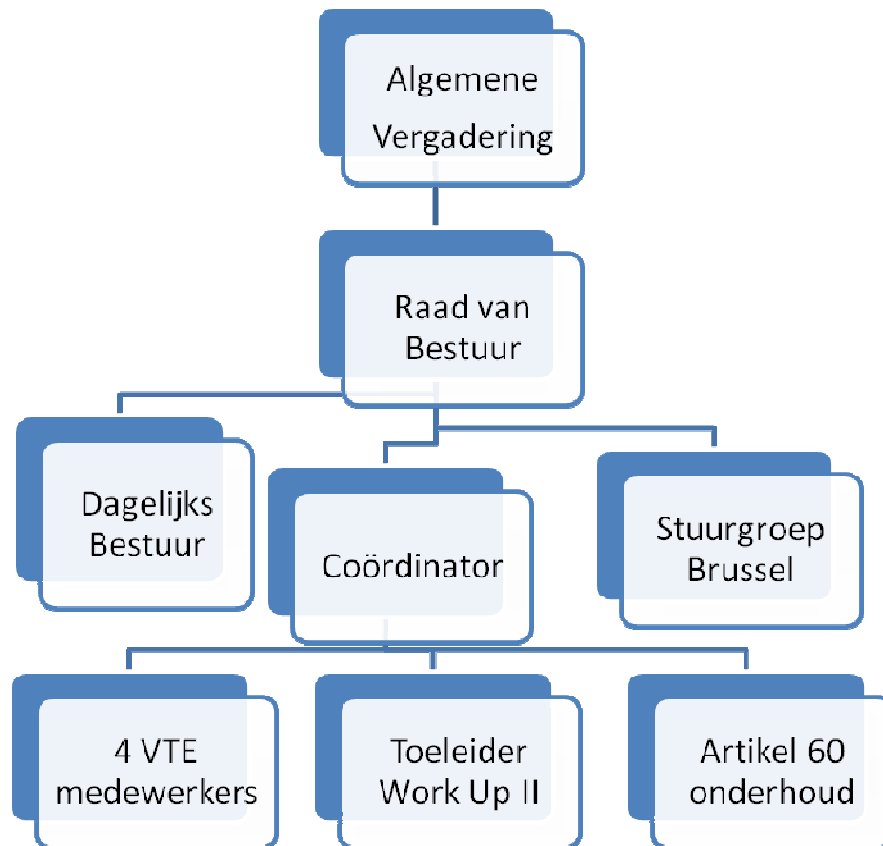 Algemene
Vergadering
Raad van
Bestuur
Dagelijks
Bestuur
Coördinator
Stuurgroep
Brussel
4 VTE
medewerkers
Toeleider
Work Up II
Artikel 60
onderhoud